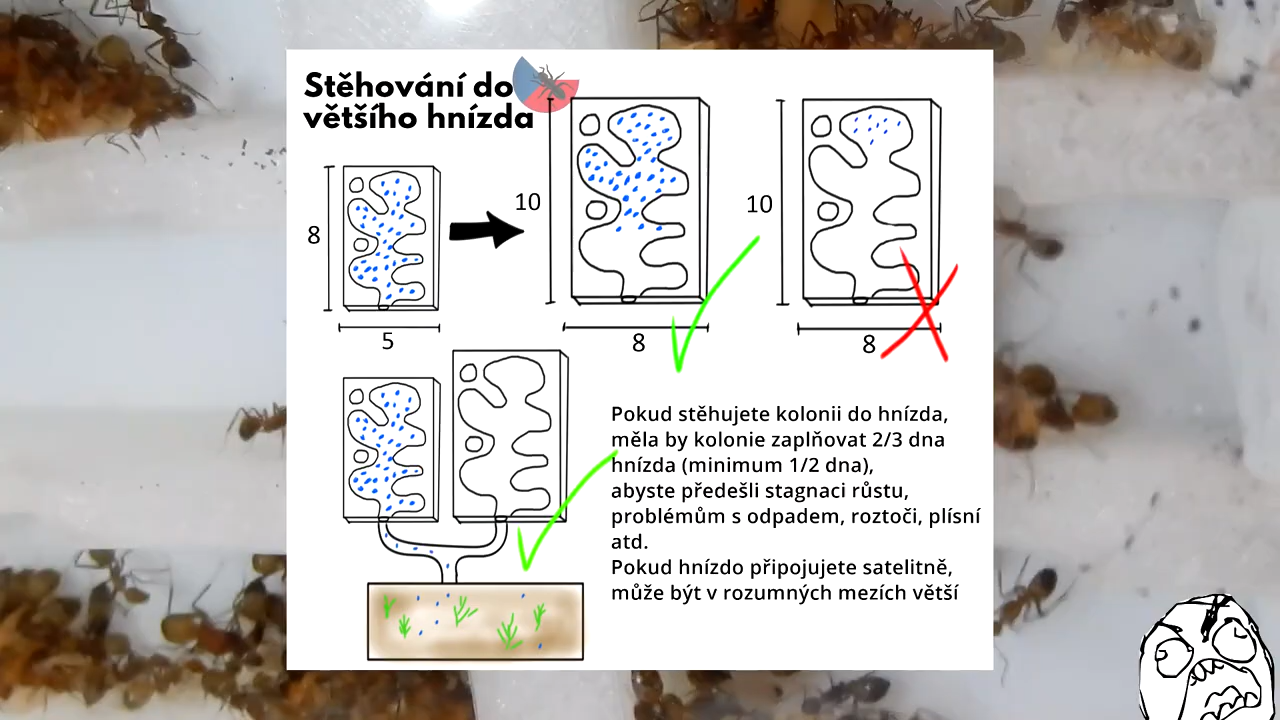 Stěhování do
většího hnízda
8
5
10
8
10
8
Pokud stěhujete kolonii do hnízda,
měla by kolonie zaplňovat 2/3 dna
hnízda (minimum 1/2 dna),
abyste předešli stagnaci růstu,
problémům s odpadem, roztoči, plísní
atd.
Pokud hnízdo připojujete satelitně,
může být v rozumných mezích větší